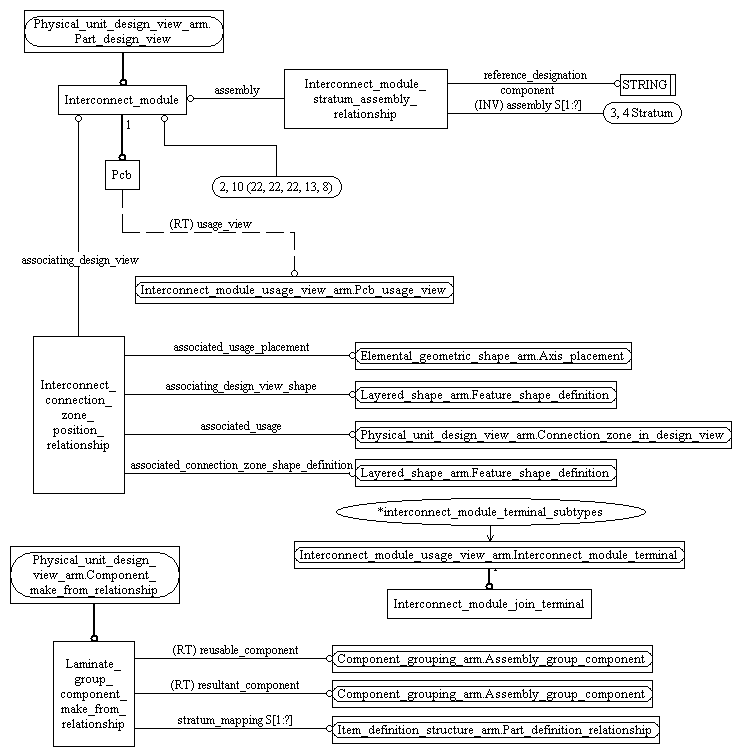 Physical_unit_design_view_arm.
Part_design_view
Interconnect_module
assembly
Interconnect_module_
stratum_assembly_
relationship
reference_designation
STRING
component
(INV) assembly S[1:?]
3, 4 Stratum
1
Pcb
2, 10 (22, 22, 22, 13, 8)
(RT) usage_view
associating_design_view
Interconnect_module_usage_view_arm.Pcb_usage_view
Interconnect_
connection_
zone_
position_
relationship
associated_usage_placement
Elemental_geometric_shape_arm.Axis_placement
associating_design_view_shape
Layered_shape_arm.Feature_shape_definition
associated_usage
Physical_unit_design_view_arm.Connection_zone_in_design_view
associated_connection_zone_shape_definition
Layered_shape_arm.Feature_shape_definition
*interconnect_module_terminal_subtypes
Interconnect_module_usage_view_arm.Interconnect_module_terminal
1
Interconnect_module_join_terminal
Physical_unit_design_
view_arm.Component_
make_from_relationship
Laminate_
group_
component_
make_from_
relationship
(RT) reusable_component
Component_grouping_arm.Assembly_group_component
(RT) resultant_component
Component_grouping_arm.Assembly_group_component
stratum_mapping S[1:?]
Item_definition_structure_arm.Part_definition_relationship